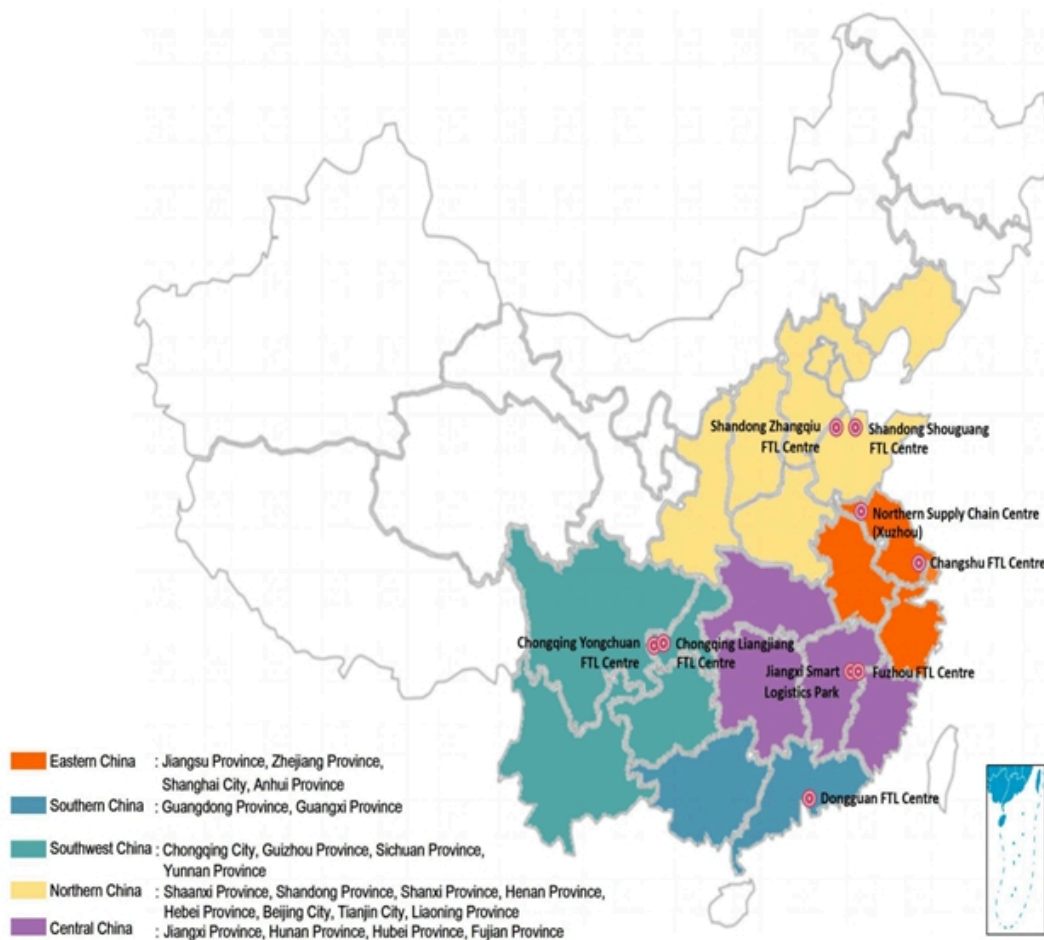 Shandong Zhangqiu
FTL Centre
Shandong Shouguang
FTL Centre
Northern Supply Chain Centre
(Xuzhou)
Changshu FTL Centre
Chongqing Yongchuan
FTL Centre
Chongqing Liangjiang
FTL Centre
Jiangxi Smart
Logistics Park
Fuzhou FTL Centre
Dongguan FTL Centre
Eastern China : Jiangsu Province, Zhejiang Province,
Shanghai City, Anhui Province
Southern China : Guangdong Province, Guangxi Province
Southwest China : Chongqing City, Guizhou Province, Sichuan Province,
Yunnan Province
Northern China : Shaanxi Province, Shandong Province, Shanxi Province, Henan Province,
Hebei Province, Beijing City, Tianjin City, Liaoning Province
Central China : Jiangxi Province, Hunan Province, Hubei Province, Fujian Province